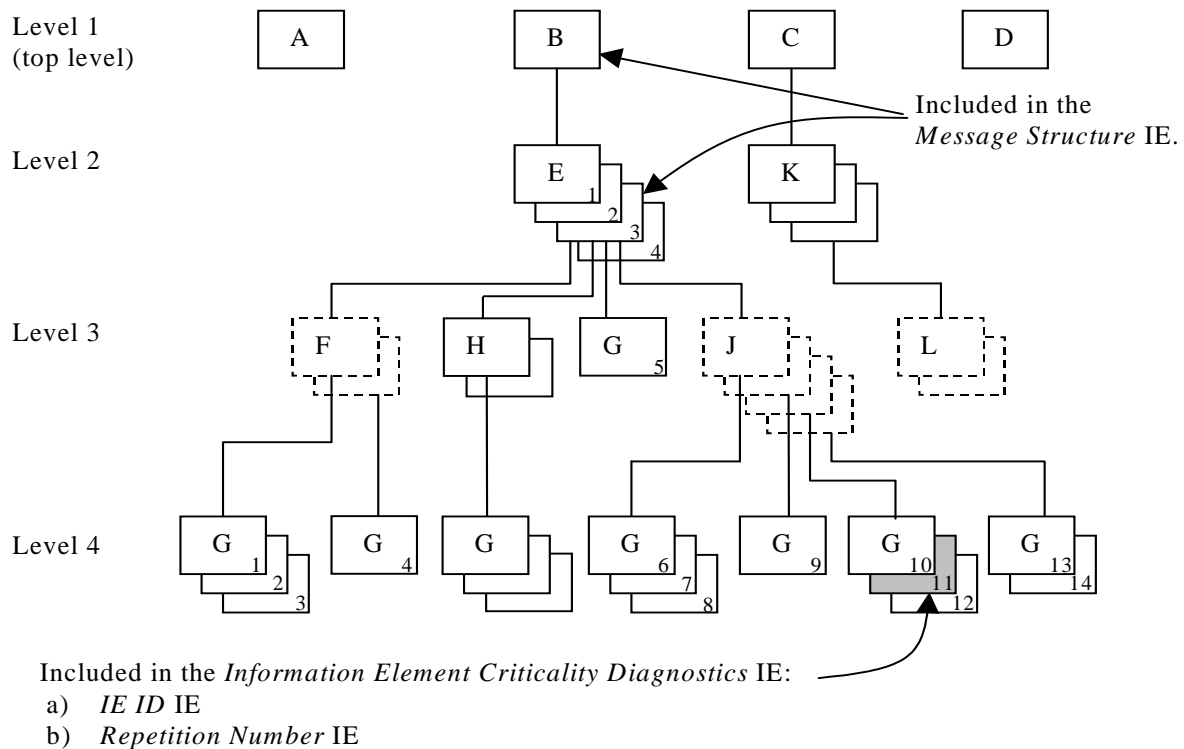 Level 1
(top level)
A
B
C
D
Included in the
Message Structure IE.
Level 2
E
1
2
3
4
K
Level 3
F
H
G
5
J
L
Level 4
G
1
2
3
G
4
G
G
6
7
8
G
9
G
10
11
12
G
13
14
Included in the Information Element Criticality Diagnostics IE:
a) IE ID IE
b) Repetition Number IE